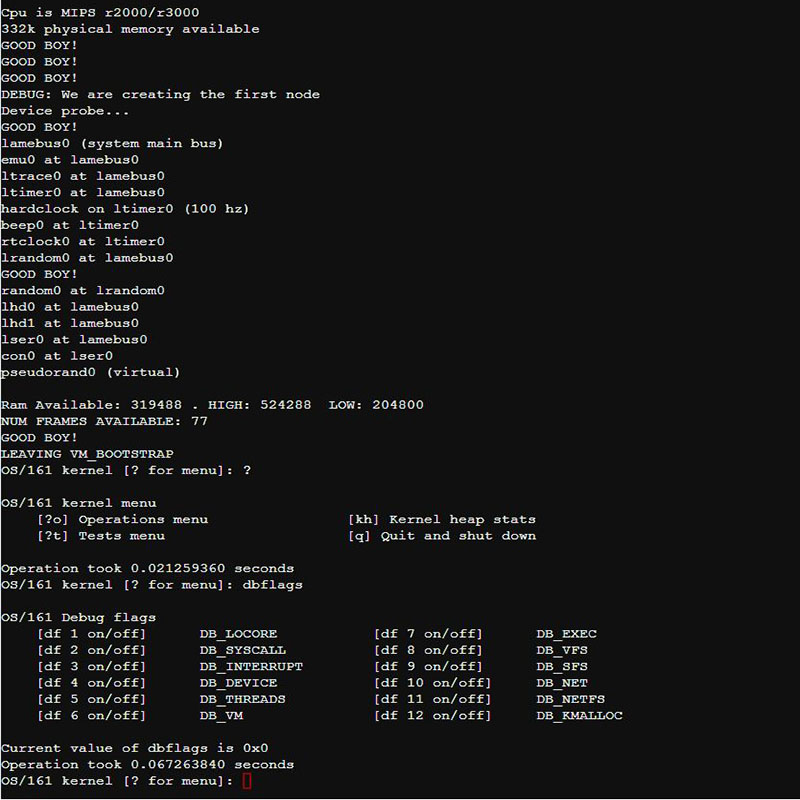 Cpu is MIPS r2000/r3000
332k physical memory available
GOOD BOY!
GOOD BOY!
GOOD BOY!
DEBUG: We are creating the first node
Device probe...
GOOD BOY!
lamebus0 (system main bus)
emu0 at lamebus0
ltrace0 at lamebus0
ltimer0 at lamebus0
hardclock on ltimer0 (100 hz)
beep0 at ltimer0
rtclock0 at ltimer0
lrandom0 at lamebus0
GOOD BOY!
random0 at lrandom0
lhd0 at lamebus0
lhd1 at lamebus0
lser0 at lamebus0
con0 at lser0
pseudorand0 (virtual)
Ram Available: 319488 . HIGH: 524288  LOW: 204800
NUM FRAMES AVAILABLE: 77
GOOD BOY!
LEAVING VM_BOOTSTRAP
OS/161 kernel [? for menu]: ?
OS/161 kernel menu
[?o] Operations menu [kh] Kernel heap stats
[?t] Tests menu [q] Quit and shut down
Operation took 0.021259360 seconds
OS/161 kernel [? for menu]: dbflags
OS/161 Debug flags
[df 1 on/off] DB_LOCORE [df 7 on/off] DB_EXEC
[df 2 on/off] DB_SYSCALL [df 8 on/off] DB_VFS
[df 3 on/off] DB_INTERRUPT [df 9 on/off] DB_SFS
[df 4 on/off] DB_DEVICE [df 10 on/off] DB_NET
[df 5 on/off] DB_THREADS [df 11 on/off] DB_NETFS
[df 6 on/off] DB_VM [df 12 on/off] DB_KMALLOC
Current value of dbflags is 0x0
Operation took 0.067263840 seconds
OS/161 kernel [? for menu]: